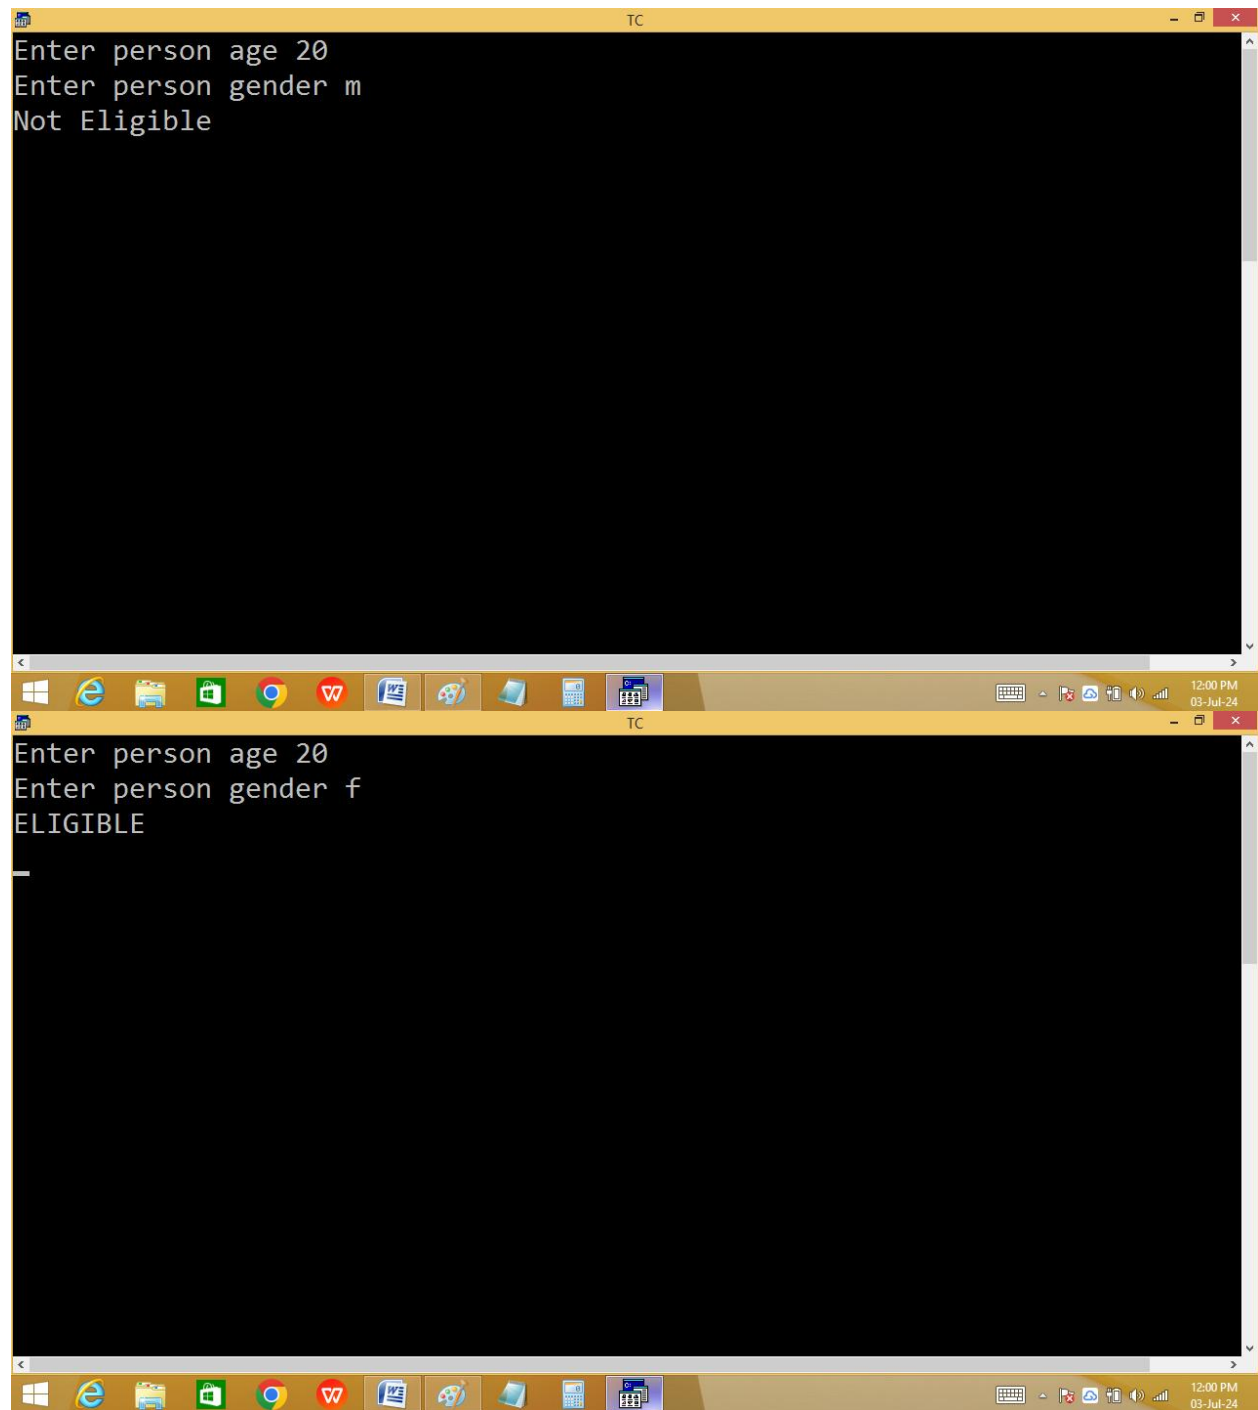 TC
Enter person age 20
Enter person gender m
Not Eligible
12:00 PM
03-Jul-24
TC
Enter person age 20
Enter person gender f
ELIGIBLE
12:00 PM
03-Jul-24